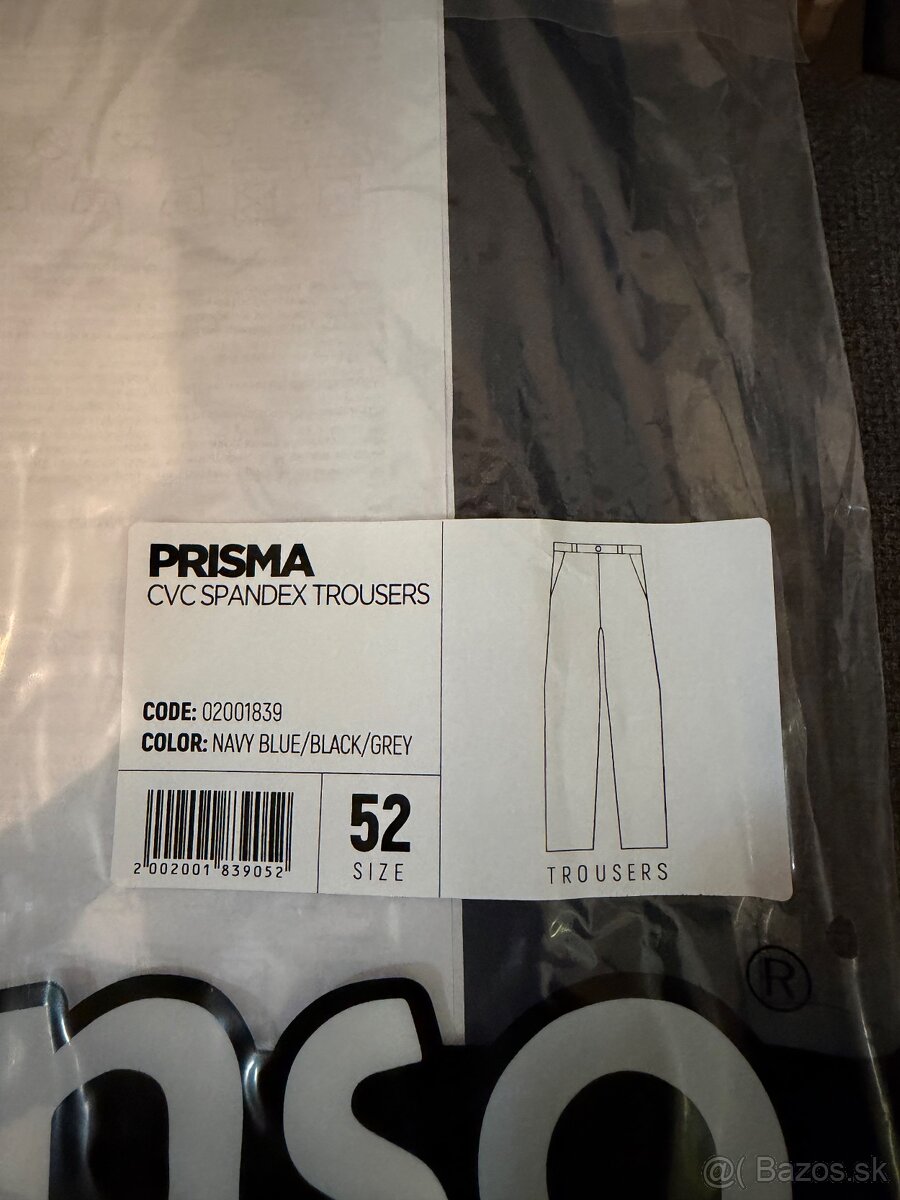 PRISMA
CVC SPANDEX TROUSERS
CODE: 02001839
COLOR: NAVY BLUE/BLACK/GREY
2 002001 839052
52
SIZE
TROUSERS
nso®
@( Bazos.sk